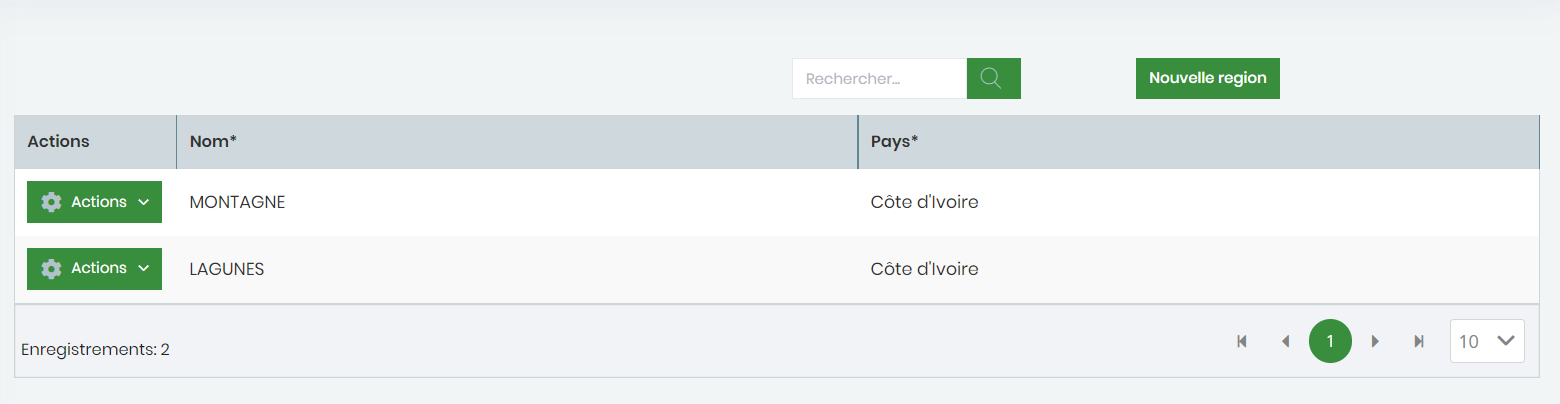 Rechercher...
Nouvelle region
Actions Nom* Pays*
Actions MONTAGNE Côte d'Ivoire
Actions LAGUNES Côte d'Ivoire
Enregistrements: 2 1 10